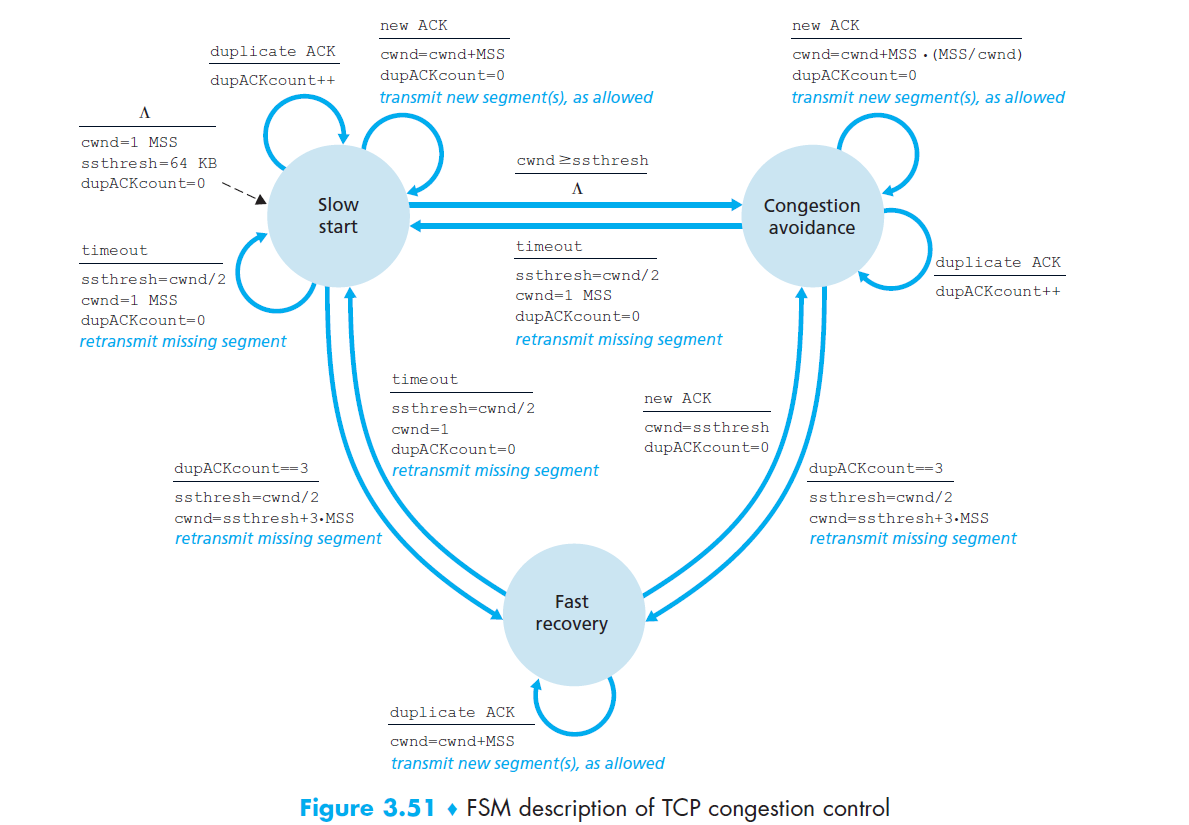 duplicate ACK
dupACKcount++
new ACK
cwnd=cwnd+MSS
dupACKcount=0
transmit new segment(s), as allowed
new ACK
cwnd=cwnd+MSS·(MSS/cwnd)
dupACKcount=0
transmit new segment(s), as allowed
Λ
cwnd=1 MSS
ssthresh=64 KB
dupACKcount=0
cwnd≥ssthresh
Λ
Slow
start
Congestion
avoidance
timeout
ssthresh=cwnd/2
cwnd=1 MSS
dupACKcount=0
retransmit missing segment
timeout
ssthresh=cwnd/2
cwnd=1 MSS
dupACKcount=0
retransmit missing segment
duplicate ACK
dupACKcount++
timeout
ssthresh=cwnd/2
cwnd=1
dupACKcount=0
retransmit missing segment
new ACK
cwnd=ssthresh
dupACKcount=0
dupACKcount==3
ssthresh=cwnd/2
cwnd=ssthresh+3·MSS
retransmit missing segment
dupACKcount==3
ssthresh=cwnd/2
cwnd=ssthresh+3·MSS
retransmit missing segment
Fast
recovery
duplicate ACK
cwnd=cwnd+MSS
transmit new segment(s), as allowed
Figure 3.51 ♦ FSM description of TCP congestion control